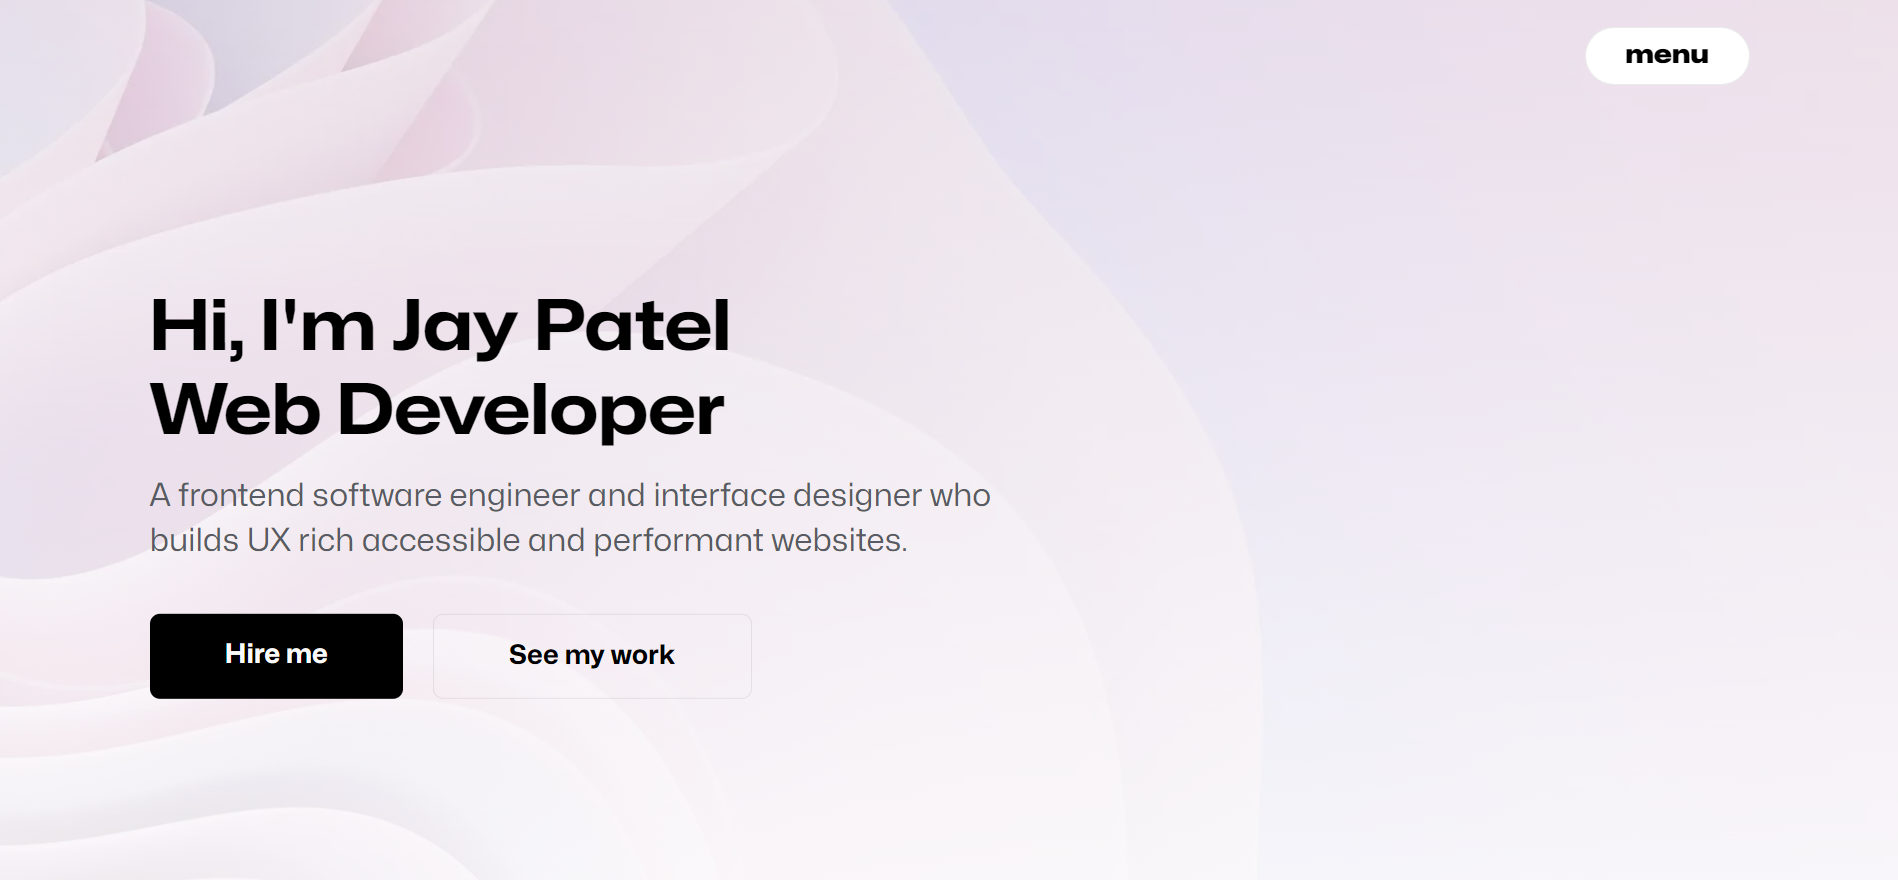 menu
Hi, I'm Jay Patel
Web Developer
A frontend software engineer and interface designer who
builds UX rich accessible and performant websites.
Hire me
See my work